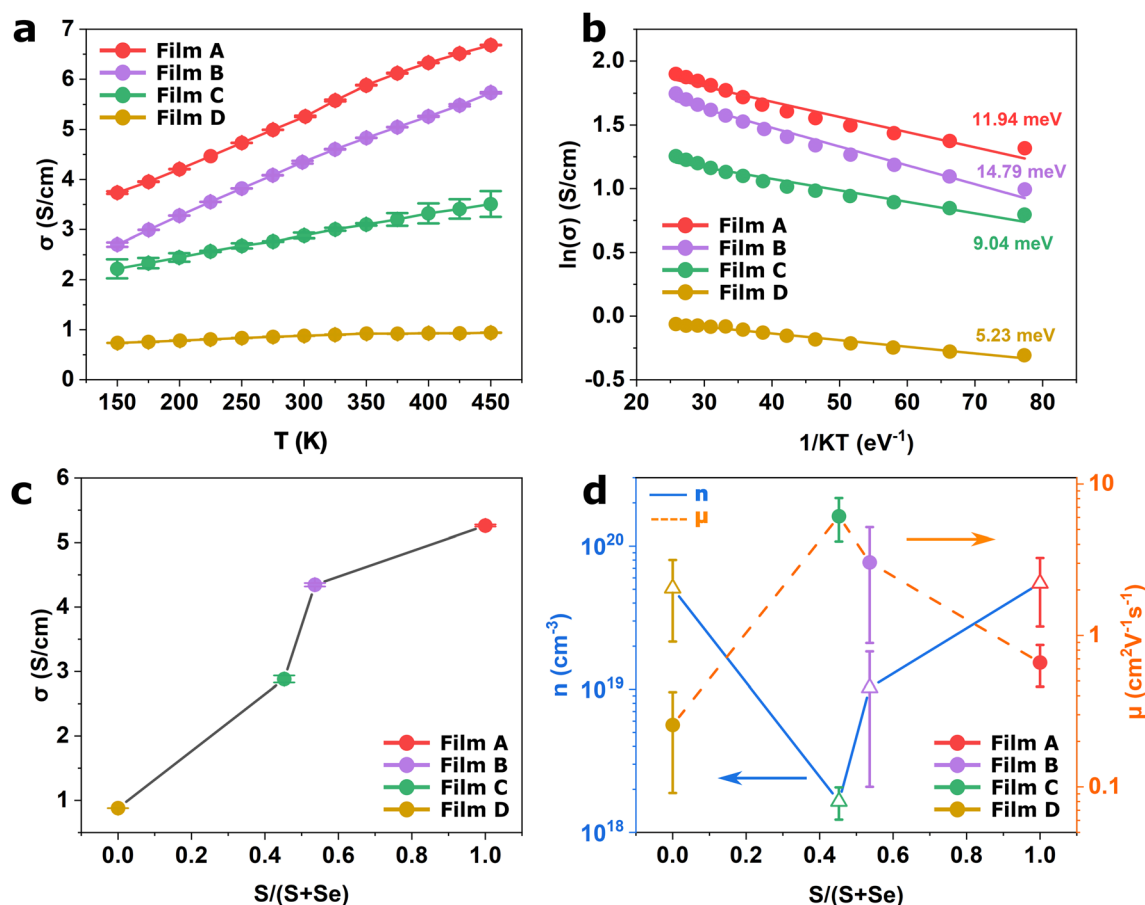 a
Film A
Film B
Film C
Film D
σ (S/cm)
7
6
5
4
3
2
1
0
150 200 250 300 350 400 450
T (K)
b
11.94 meV
14.79 meV
9.04 meV
5.23 meV
Film A
Film B
Film C
Film D
ln(σ) (S/cm)
2.0
1.5
1.0
0.5
0.0
-0.5
20 30 40 50 60 70 80 90
1/KT (eV⁻¹)
c
σ (S/cm)
6
5
4
3
2
1
Film A
Film B
Film C
Film D
0.0 0.2 0.4 0.6 0.8 1.0
S/(S+Se)
d
n
μ
n (cm⁻³)
10²⁰
10¹⁹
10¹⁸
μ (cm²V⁻¹s⁻¹)
10
1
0.1
Film A
Film B
Film C
Film D
0.0 0.2 0.4 0.6 0.8 1.0
S/(S+Se)